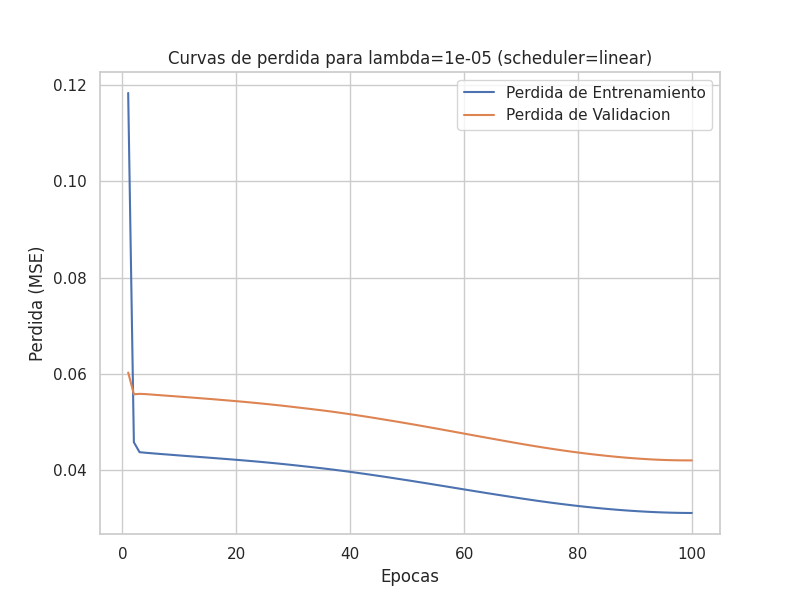 Curvas de perdida para lambda=1e-05 (scheduler=linear)
Perdida de Entrenamiento
Perdida de Validacion
Perdida (MSE)
0.12
0.10
0.08
0.06
0.04
0
20
40
60
80
100
Epocas